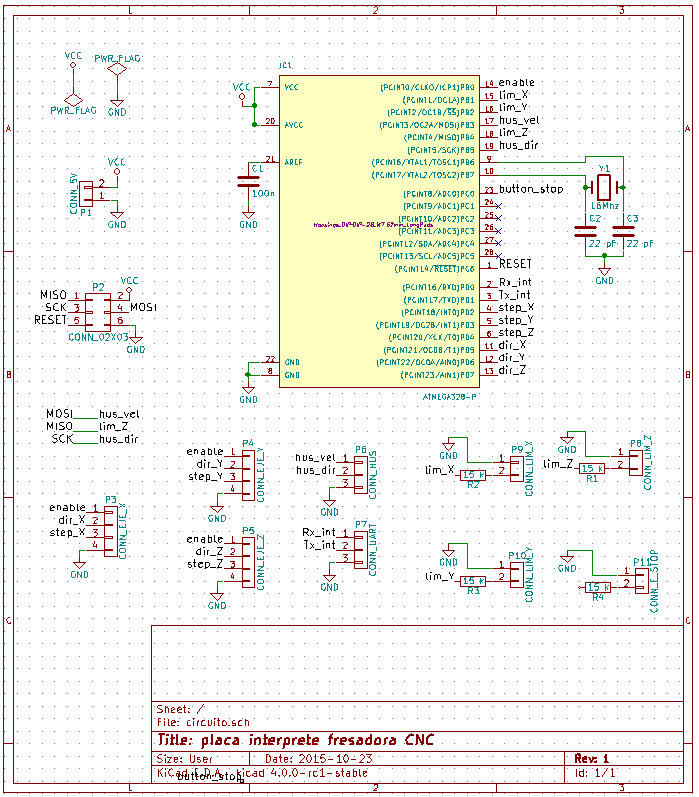 1 2 3
VCC PWR_FLAG
PWR_FLAG GND
VCC
CONN_5V
2
1
P1
GND
P2
VCC
MISO 1 2
SCK 3 4 MOSI
RESET 5 6
CONN_02X03
GND
MOSI hus_vel
MISO lim_Z
SCK hus_dir
IC1
VCC
7 VCC
20 AVCC
21 AREF
C1
100n
GND
22 GND
8 GND
GND
(PCINT0/CLKO/ICP1)PB0 14 enable
(PCINT1/OC1A)PB1 15 lim_X
(PCINT2/OC1B/SS)PB2 16 lim_Y
(PCINT3/OC2A/MOSI)PB3 17 hus_vel
(PCINT4/MISO)PB4 18 lim_Z
(PCINT5/SCK)PB5 19 hus_dir
(PCINT6/XTAL1/TOSC1)PB6 9
(PCINT7/XTAL2/TOSC2)PB7 10
(PCINT8/ADC0)PC0 23 button_stop
(PCINT9/ADC1)PC1 24
(PCINT10/ADC2)PC2 25
(PCINT11/ADC3)PC3 26
(PCINT12/SDA/ADC4)PC4 27
(PCINT13/SCL/ADC5)PC5 28
(PCINT14/RESET)PC6 1 RESET
(PCINT16/RXD)PD0 2 Rx_int
(PCINT17/TXD)PD1 3 Tx_int
(PCINT18/INT0)PD2 4 step_X
(PCINT19/OC2B/INT1)PD3 5 step_Y
(PCINT20/XCK/T0)PD4 6 step_Z
(PCINT21/OC0B/T1)PD5 11 dir_X
(PCINT22/OC0A/AIN0)PD6 12 dir_Y
(PCINT23/AIN1)PD7 13 dir_Z
ATMEGA328-P
Y1
16Mhz
C2 C3
22 pF 22 pF
GND
P3
enable 1
dir_X 2
step_X 3
4
CONN_EJE_X
GND
P4
enable 1
dir_Y 2
step_Y 3
4
CONN_EJE_Y
GND
P5
enable 1
dir_Z 2
step_Z 3
4
CONN_EJE_Z
GND
P6
hus_vel 1
hus_dir 2
3
CONN_HUS
GND
P7
Rx_int 1
Tx_int 2
3
CONN_UART
GND
P9
GND
1
lim_X 15 k 2
R2
CONN_LIM_X
P8
GND
1
lim_Z 15 k 2
R1
CONN_LIM_Z
P10
GND
1
lim_Y 15 k 2
R3
CONN_LIM_Y
P11
GND
1
15 k 2
R4
CONN_E_STOP
A
B
C
A
B
C
Sheet: /
File: circuito.sch
Title: placa interprete fresadora CNC
Size: User Date: 2015-10-23 Rev: 1
KiCad E.D.A. kicad 4.0.0-rc1-stable Id: 1/1
button_stop